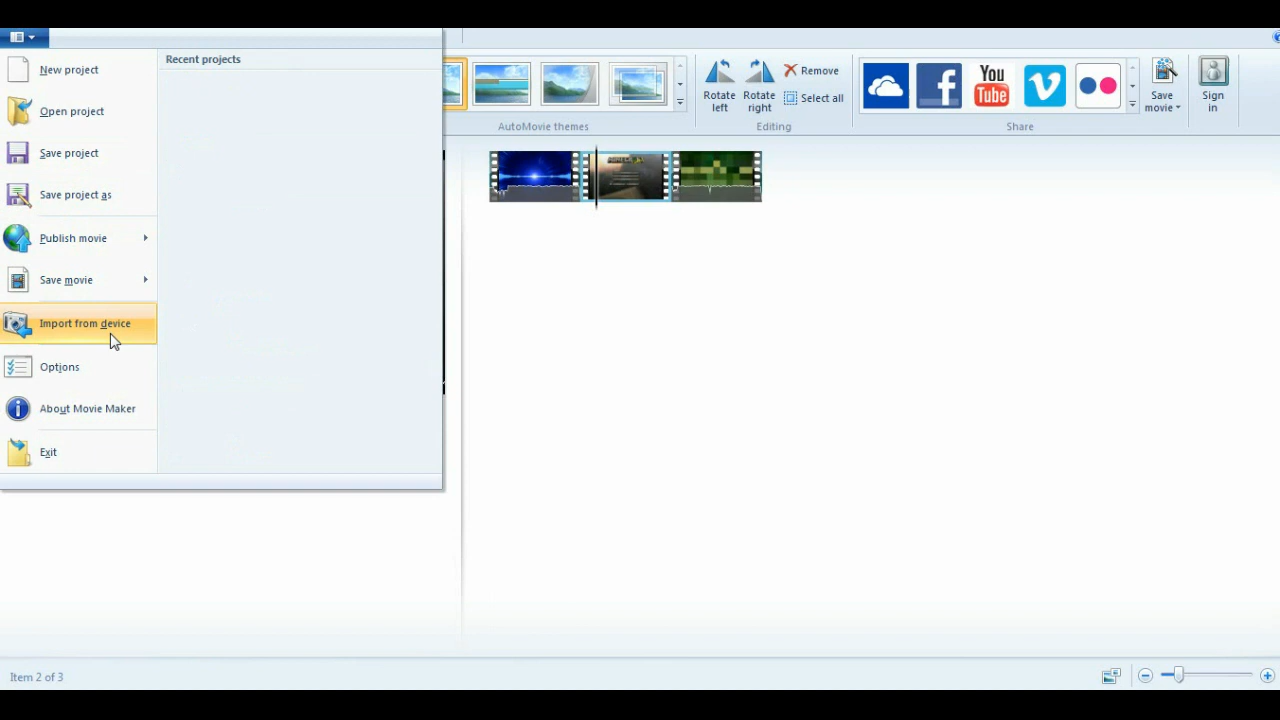 Recent projects
New project
Open project
Save project
Save project as
Publish movie
Save movie
Import from device
Options
About Movie Maker
Exit
AutoMovie themes
Rotate left
Rotate right
Remove
Select all
Editing
f
You Tube
v
Share
Save movie
Sign in
Item 2 of 3